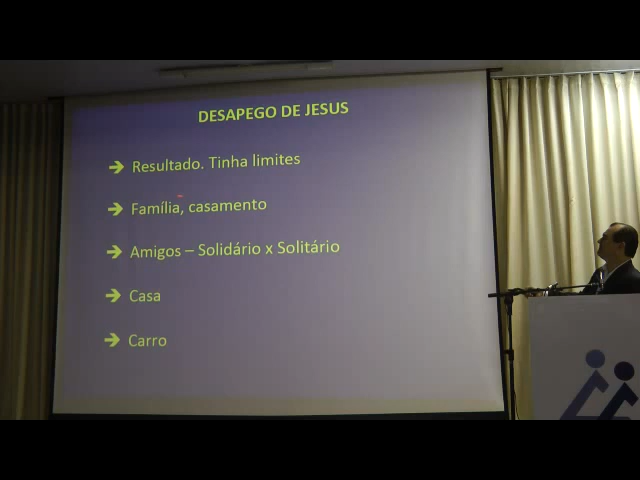 DESAPEGO DE JESUS
➔ Resultado. Tinha limites
➔ Família, casamento
➔ Amigos – Solidário x Solitário
➔ Casa
➔ Carro